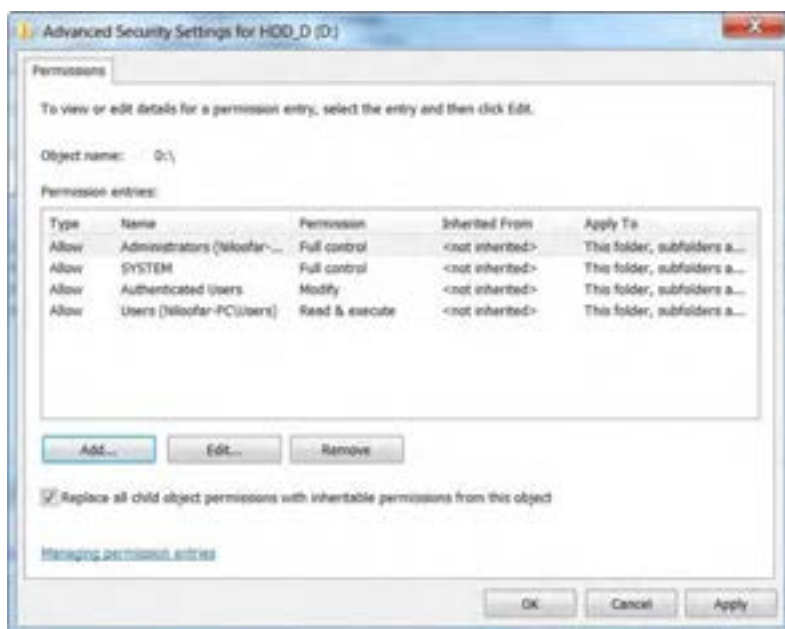 Advanced Security Settings for HDD_D (D:)
Permissions
To view or edit details for a permission entry, select the entry and then click Edit.
Object name: D:\
Permission entries:
Type Name Permission Inherited From Apply To
Allow Administrators (Niloofar-... Full control <not inherited> This folder, subfolders a...
Allow SYSTEM Full control <not inherited> This folder, subfolders a...
Allow Authenticated Users Modify <not inherited> This folder, subfolders a...
Allow Users (Niloofar-PC\Users) Read & execute <not inherited> This folder, subfolders a...
Add... Edit... Remove
Replace all child object permissions with inheritable permissions from this object
Managing permission entries
OK Cancel Apply